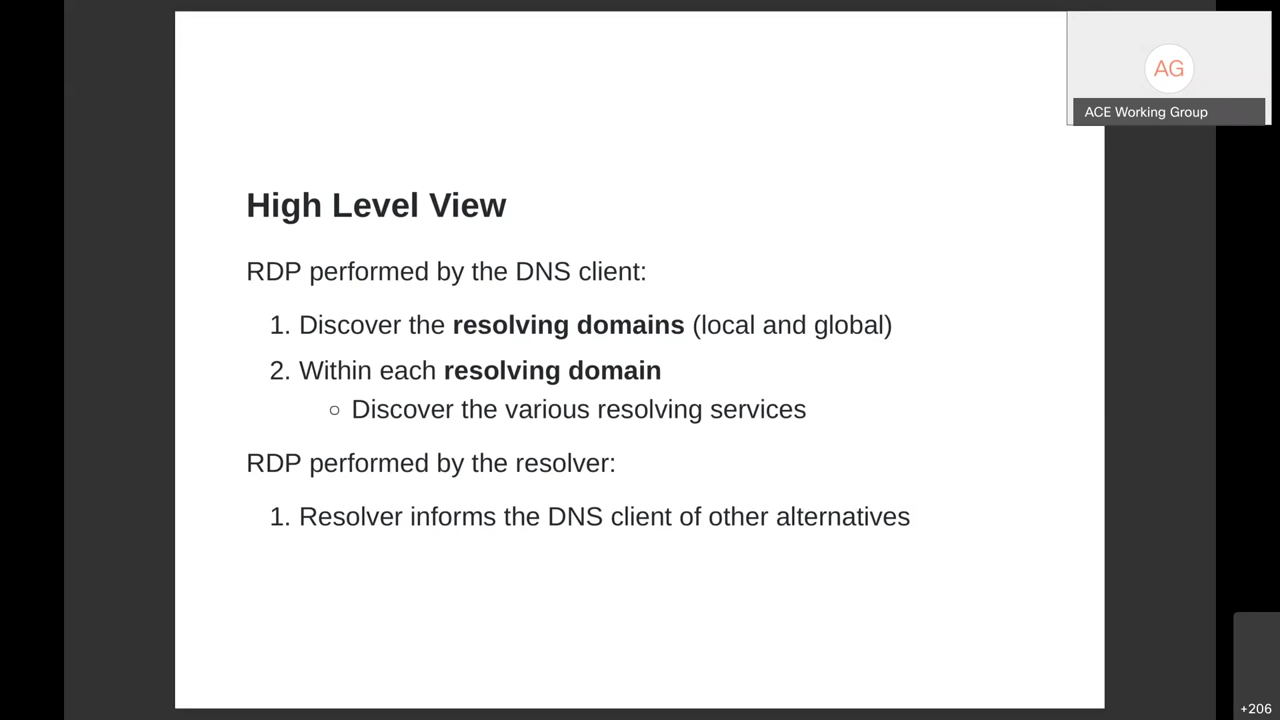 AG
ACE Working Group
High Level View
RDP performed by the DNS client:
1. Discover the resolving domains (local and global)
2. Within each resolving domain
○ Discover the various resolving services
RDP performed by the resolver:
1. Resolver informs the DNS client of other alternatives
+206